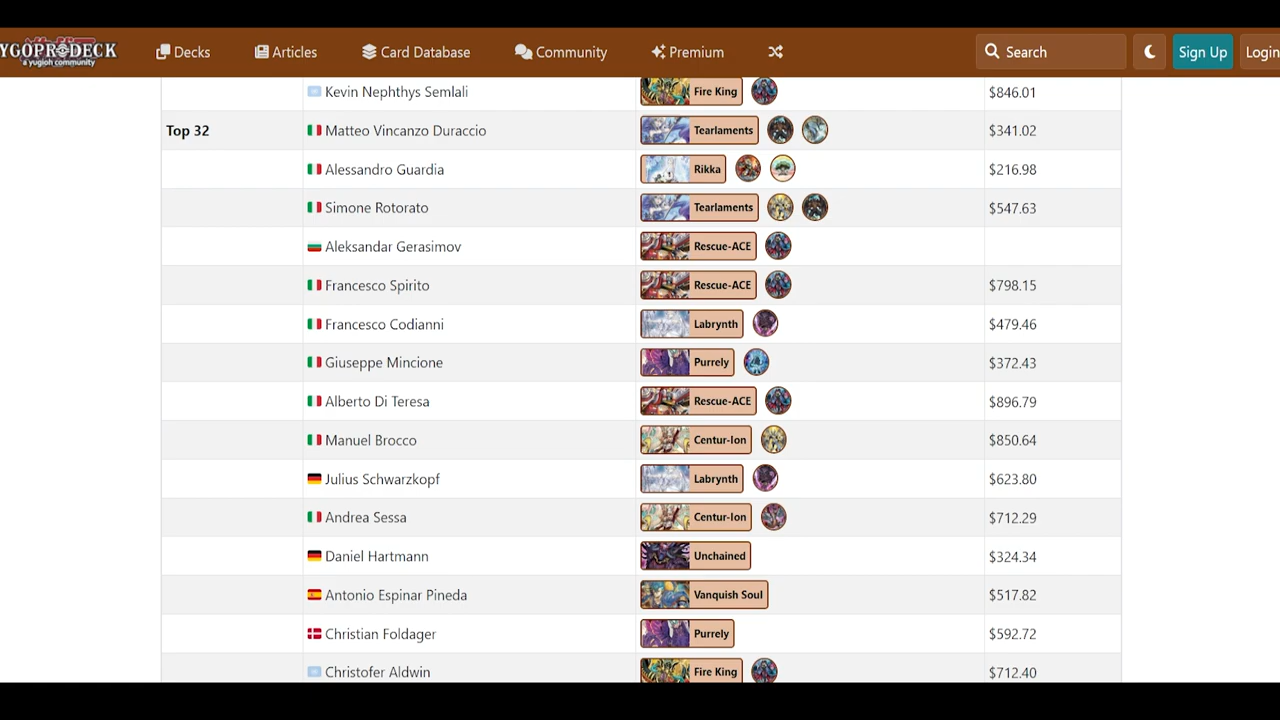 YGOPRODECK
a yugioh community
Decks
Articles
Card Database
Community
Premium
Search
Sign Up
Login
Kevin Nephthys Semlali Fire King $846.01
Top 32 Matteo Vincanzo Duraccio Tearlaments $341.02
Alessandro Guardia Rikka $216.98
Simone Rotorato Tearlaments $547.63
Aleksandar Gerasimov Rescue-ACE
Francesco Spirito Rescue-ACE $798.15
Francesco Codianni Labrynth $479.46
Giuseppe Mincione Purrely $372.43
Alberto Di Teresa Rescue-ACE $896.79
Manuel Brocco Centur-Ion $850.64
Julius Schwarzkopf Labrynth $623.80
Andrea Sessa Centur-Ion $712.29
Daniel Hartmann Unchained $324.34
Antonio Espinar Pineda Vanquish Soul $517.82
Christian Foldager Purrely $592.72
Christofer Aldwin Fire King $712.40